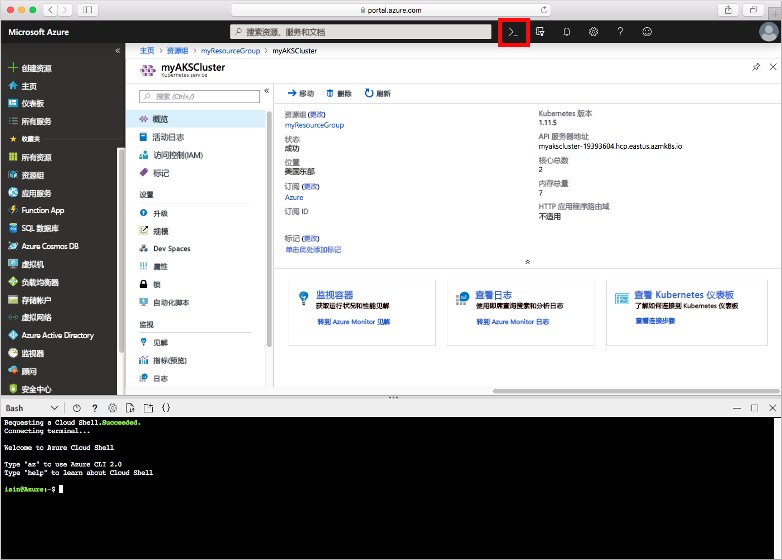 portal.azure.com
Microsoft Azure
搜索资源、服务和文档
主页 > 资源组 > myResourceGroup > myAKSCluster
myAKSCluster
Kubernetes service
创建资源
主页
仪表板
所有服务
收藏夹
所有资源
资源组
应用服务
Function App
SQL 数据库
Azure Cosmos DB
虚拟机
负载均衡器
存储帐户
虚拟网络
Azure Active Directory
监视器
顾问
安全中心
搜索 (Ctrl+/)
概览
活动日志
访问控制(IAM)
标记
设置
升级
规模
Dev Spaces
属性
锁
自动化脚本
监视
见解
指标(预览)
日志
移动 删除 刷新
资源组 (更改)
myResourceGroup
状态
成功
位置
美国东部
订阅 (更改)
Azure
订阅 ID
标记 (更改)
单击此处添加标记
Kubernetes 版本
1.11.5
API 服务器地址
myakscluster-19393604.hcp.eastus.azmk8s.io
核心总数
2
内存总量
7
HTTP 应用程序路由域
不适用
监视容器
获取运行状况和性能见解
转到 Azure Monitor 见解
查看日志
使用即席查询搜索和分析日志
转到 Azure Monitor 日志
查看 Kubernetes 仪表板
了解如何连接到 Kubernetes 仪表板
查看连接步骤
Bash
Requesting a Cloud Shell.Succeeded.
Connecting terminal...
Welcome to Azure Cloud Shell
Type "az" to use Azure CLI 2.0
Type "help" to learn about Cloud Shell
iain@Azure:~$